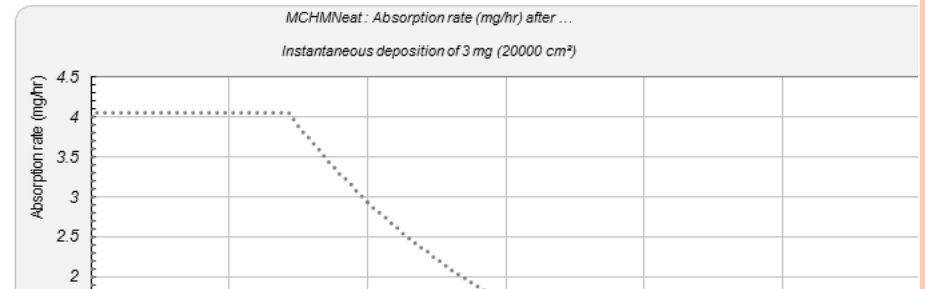 MCHMNeat : Absorption rate (mg/hr) after ...
Instantaneous deposition of 3 mg (20000 cm²)
Absorption rate (mg/hr)
4.5
4
3.5
3
2.5
2